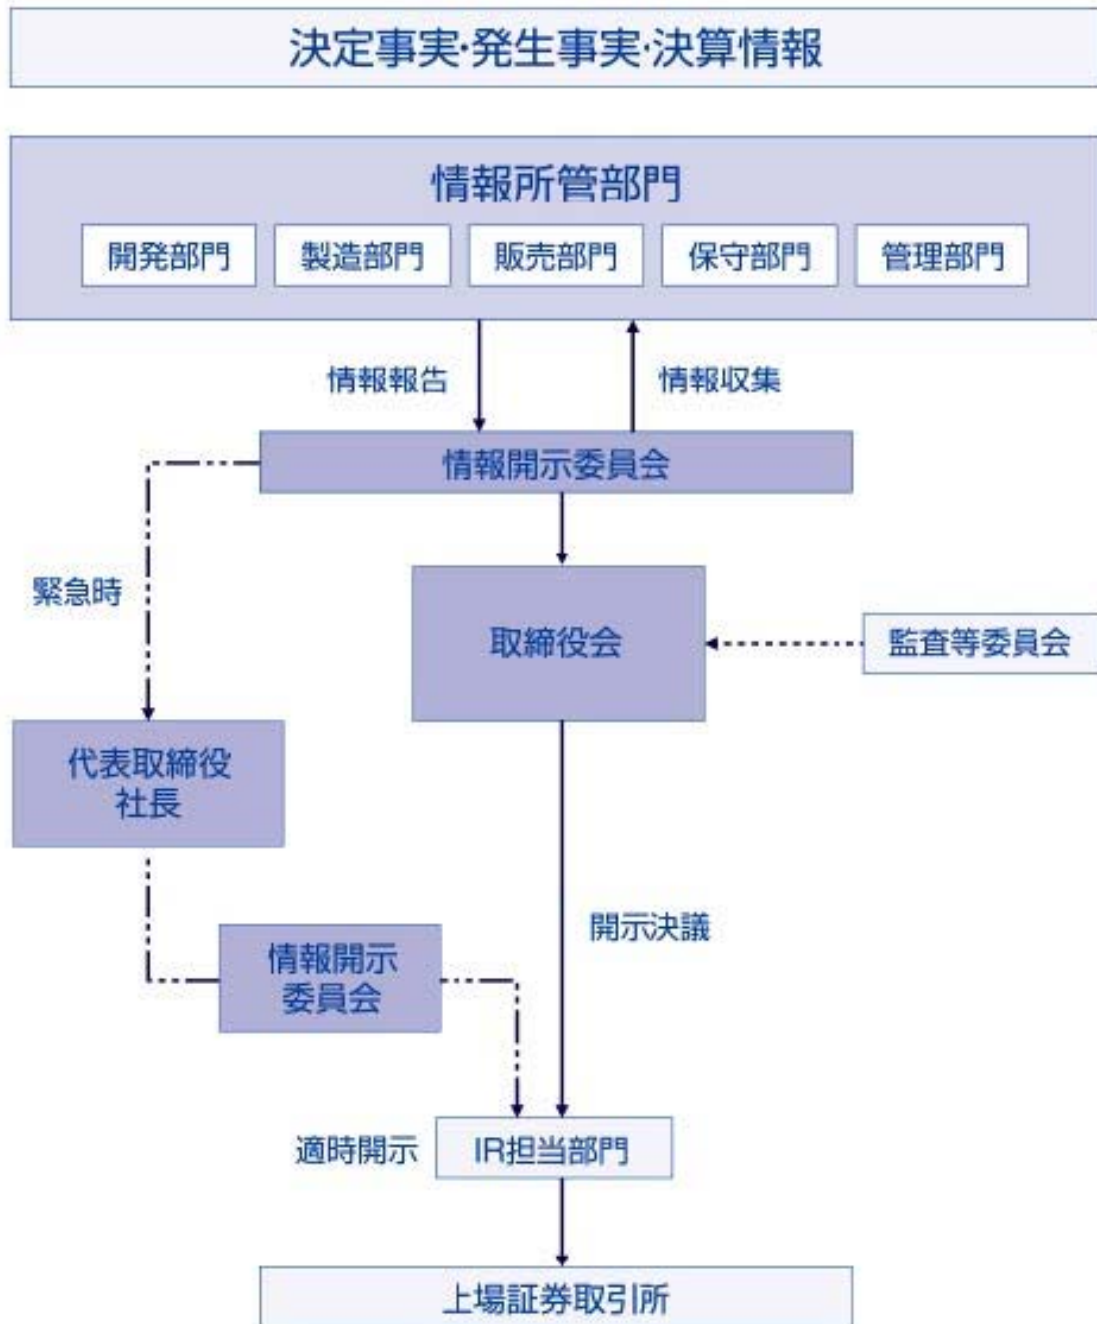 決定事実・発生事実・決算情報
情報所管部門
開発部門 製造部門 販売部門 保守部門 管理部門
情報報告 情報収集
情報開示委員会
緊急時
取締役会
監査等委員会
代表取締役
社長
開示決議
情報開示
委員会
適時開示
IR担当部門
上場証券取引所